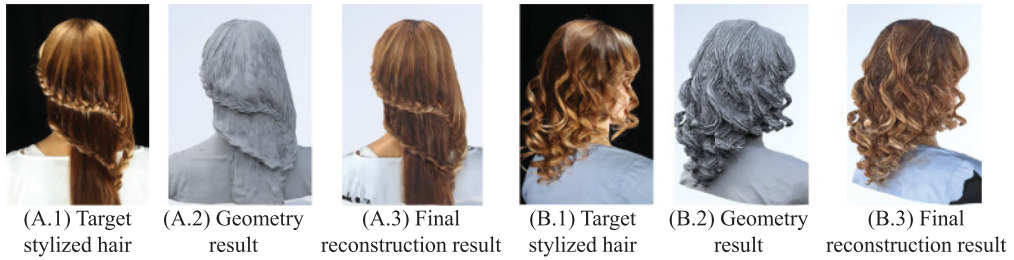 (A.1) Target
stylized hair
(A.2) Geometry
result
(A.3) Final
reconstruction result
(B.1) Target
stylized hair
(B.2) Geometry
result
(B.3) Final
reconstruction result